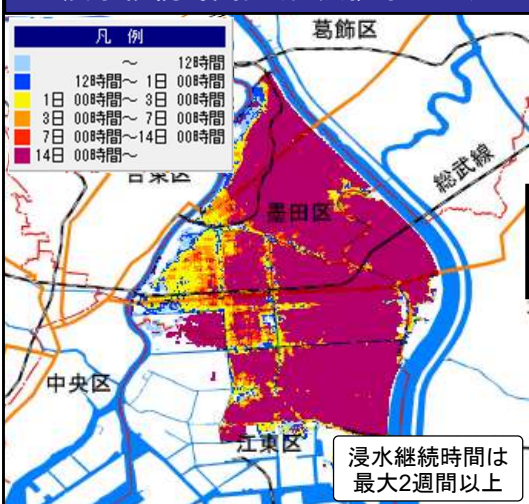 葛飾区
凡 例
～ 12時間
12時間～ 1日 00時間
1日 00時間～ 3日 00時間
3日 00時間～ 7日 00時間
7日 00時間～14日 00時間
14日 00時間～
台東区
総武線
墨田区
中央区
江東区
浸水継続時間は
最大2週間以上